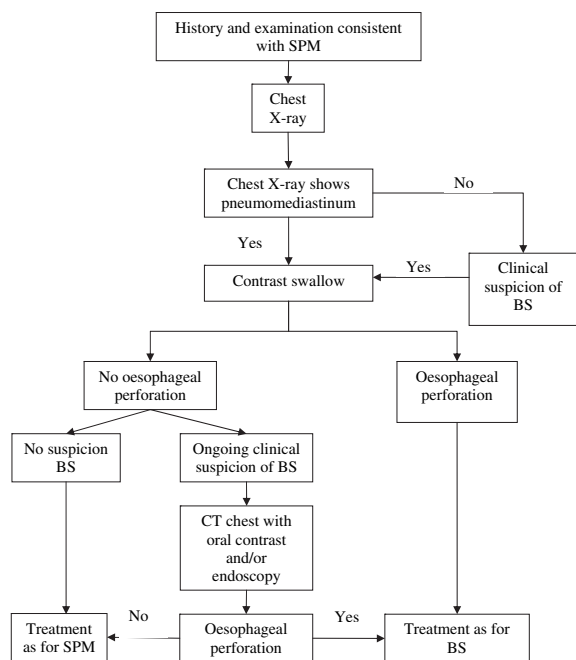 History and examination consistent
with SPM
Chest
X-ray
Chest X-ray shows
pneumomediastinum
No
Yes
Clinical
suspicion of
BS
Yes
Contrast swallow
No oesophageal
perforation
Oesophageal
perforation
No suspicion
BS
Ongoing clinical
suspicion of BS
CT chest with
oral contrast
and/or
endoscopy
No
Yes
Treatment
as for SPM
Oesophageal
perforation
Treatment as for
BS